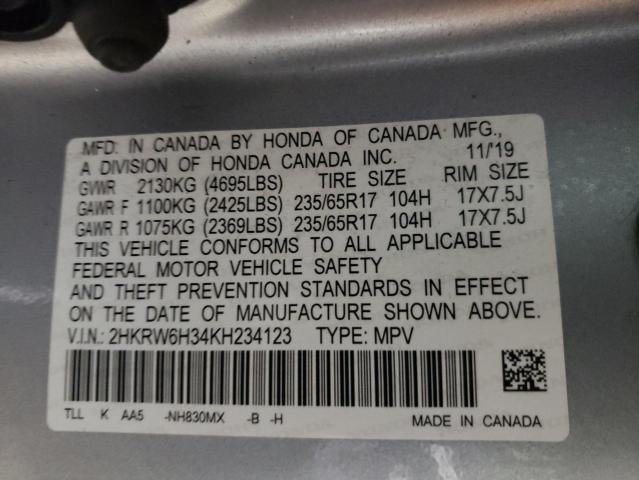 MFD. IN CANADA BY HONDA OF CANADA MFG.,
A DIVISION OF HONDA CANADA INC. 11/'19
GVWR 2130KG (4695LBS) TIRE SIZE RIM SIZE
GAWR F 1100KG (2425LBS) 235/65R17 104H 17X7.5J
GAWR R 1075KG (2369LBS) 235/65R17 104H 17X7.5J
THIS VEHICLE CONFORMS TO ALL APPLICABLE
FEDERAL MOTOR VEHICLE SAFETY
AND THEFT PREVENTION STANDARDS IN EFFECT
ON THE DATE OF MANUFACTURE SHOWN ABOVE.
V.I.N.: 2HKRW6H34KH234123 TYPE: MPV
TLL K AA5 -NH830MX -B -H MADE IN CANADA